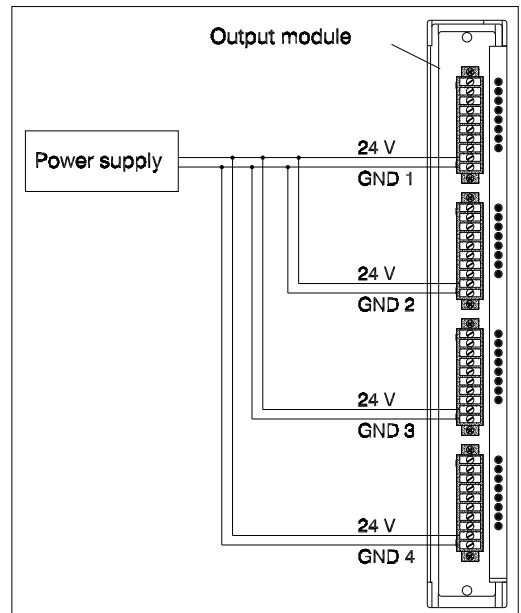 Output module
Power supply
24 V
GND 1
24 V
GND 2
24 V
GND 3
24 V
GND 4